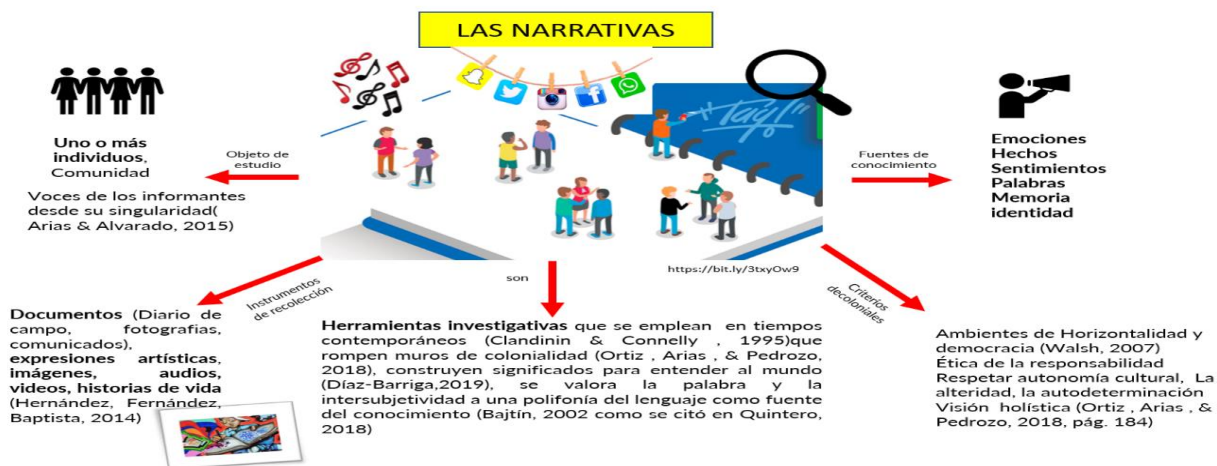 LAS NARRATIVAS
"Tág!"
Uno o más
individuos,
Comunidad
Objeto de
estudio
Voces de los informantes
desde su singularidad(
Arias & Alvarado, 2015)
Fuentes de
conocimiento
Emociones
Hechos
Sentimientos
Palabras
Memoria
identidad
https://bit.ly/3txyOw9
Instrumentos
de recolección
Documentos (Diario de
campo, fotografias,
comunicados),
expresiones artísticas,
imágenes, audios,
videos, historias de vida
(Hernández, Fernández,
Baptista, 2014)
son
Herramientas investigativas que se emplean en tiempos
contemporáneos (Clandinin & Connelly , 1995)que
rompen muros de colonialidad (Ortiz , Arias , & Pedrozo,
2018), construyen significados para entender al mundo
(Díaz-Barriga,2019), se valora la palabra y la
intersubjetividad a una polifonía del lenguaje como fuente
del conocimiento (Bajtín, 2002 como se citó en Quintero,
2018)
Criterios
decoloniales
Ambientes de Horizontalidad y
democracia (Walsh, 2007)
Ética de la responsabilidad
Respetar autonomía cultural, La
alteridad, la autodeterminación
Visión holística (Ortiz , Arias , &
Pedrozo, 2018, pág. 184)